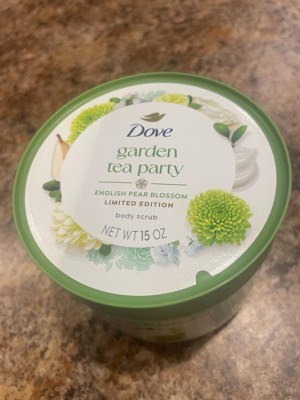 Dove
garden
tea party
ENGLISH PEAR BLOSSOM
LIMITED EDITION
body scrub
NET WT 15 OZ